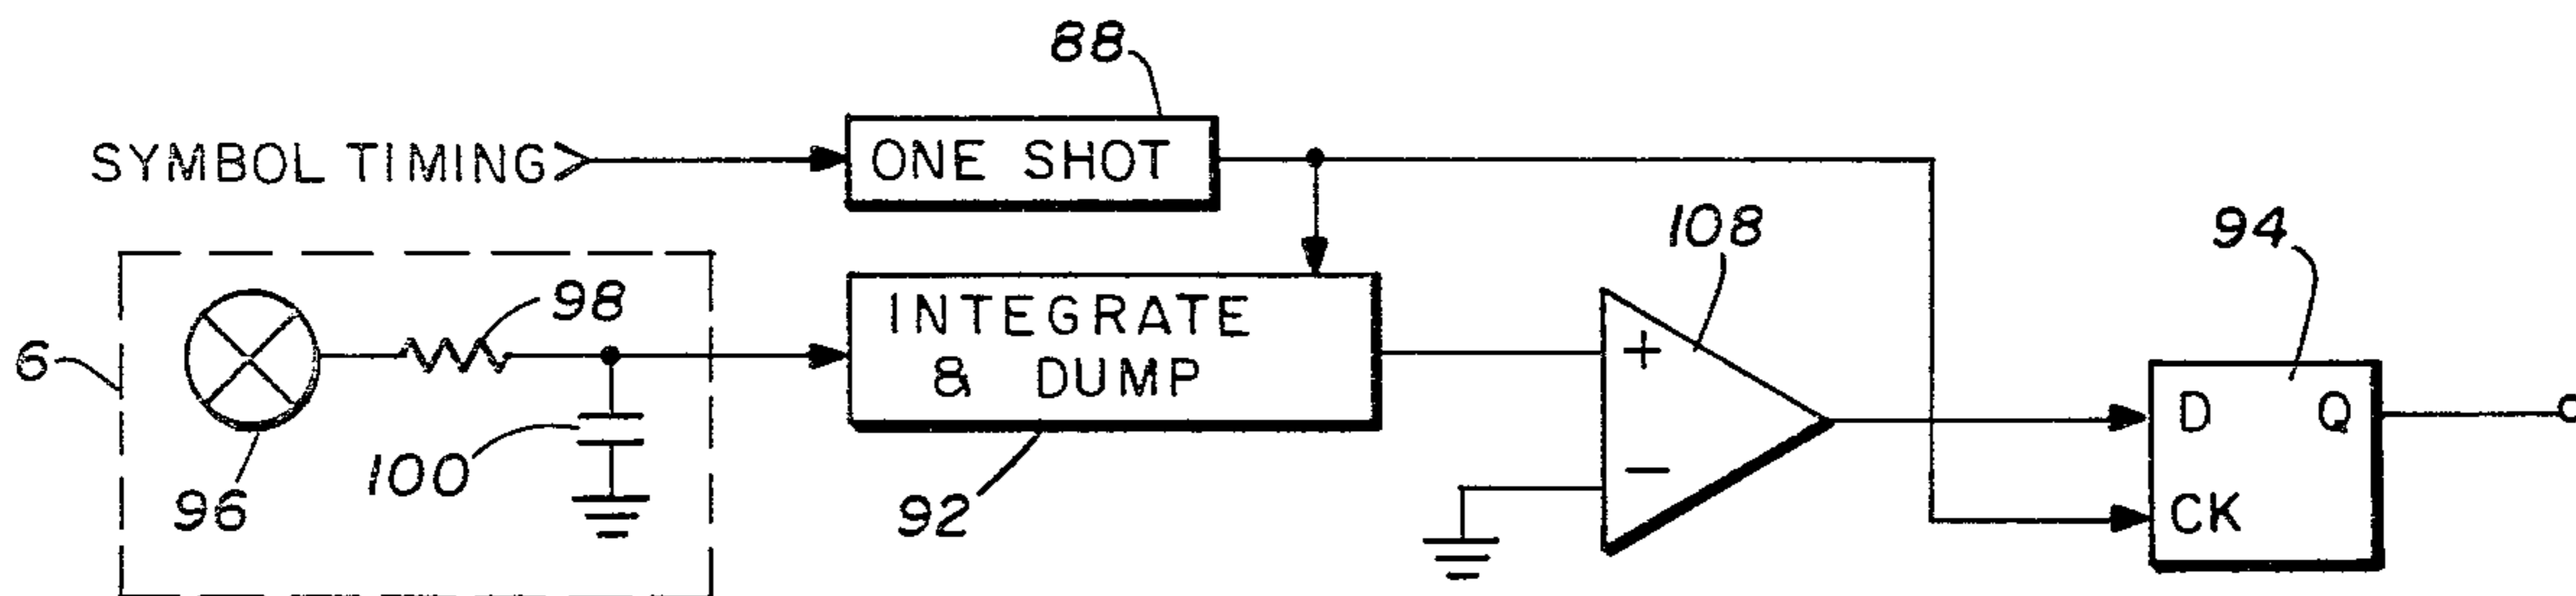 88
SYMBOL TIMING
ONE SHOT
108
94
6
98
INTEGRATE
& DUMP
+
−
D Q
CK
100
96
92